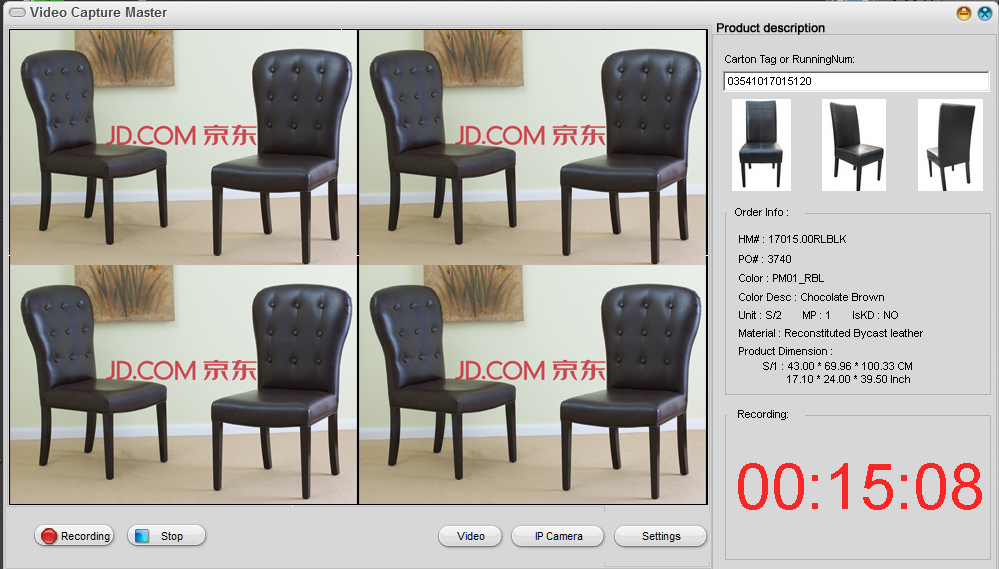 Video Capture Master
JD.COM 京东
JD.COM 京东
JD.COM 京东
JD.COM 京东
Recording
Stop
Video
IP Camera
Settings
Product description
Carton Tag or RunningNum:
03541017015120
Order Info :
HM# : 17015.00RLBLK
PO# : 3740
Color : PM01_RBL
Color Desc : Chocolate Brown
Unit : S/2 MP : 1 IsKD : NO
Material : Reconstituted Bycast leather
Product Dimension :
S/1 : 43.00 * 69.96 * 100.33 CM
17.10 * 24.00 * 39.50 Inch
Recording:
00:15:08